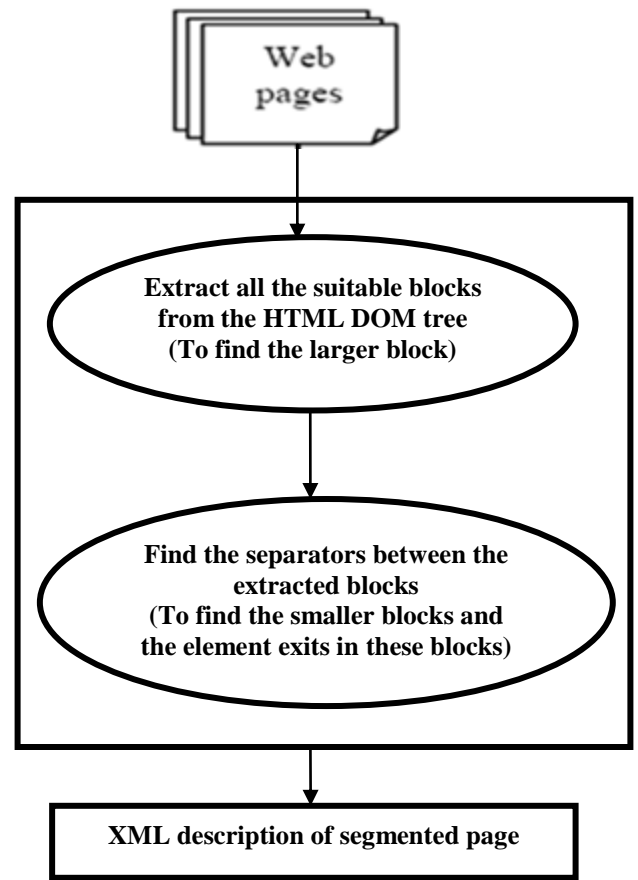 Web
pages
Extract all the suitable blocks
from the HTML DOM tree
(To find the larger block)
Find the separators between the
extracted blocks
(To find the smaller blocks and
the element exits in these blocks)
XML description of segmented page